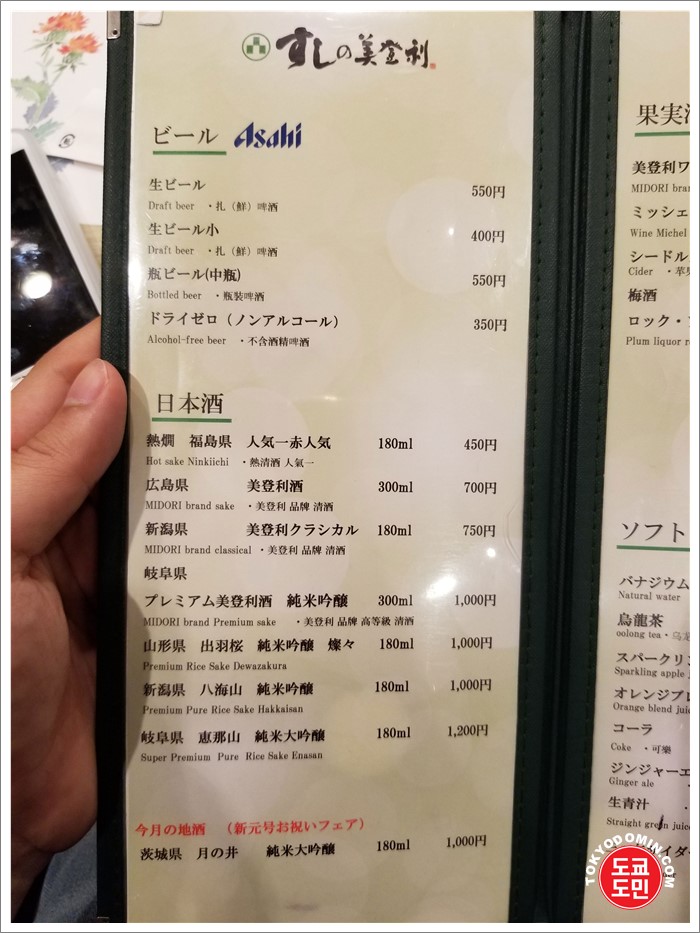 すしの美登利
ビール Asahi
生ビール 550円
Draft beer ・扎（鮮）啤酒
生ビール小 400円
Draft beer ・扎（鮮）啤酒
瓶ビール(中瓶) 550円
Bottled beer ・瓶裝啤酒
ドライゼロ（ノンアルコール） 350円
Alcohol-free beer ・不含酒精啤酒
日本酒
熱燗 福島県 人気一赤人気 180ml 450円
Hot sake Ninkiichi ・熱清酒 人氣一
広島県 美登利酒 300ml 700円
MIDORI brand sake ・美登利 品牌 清酒
新潟県 美登利クラシカル 180ml 750円
MIDORI brand classical ・美登利 品牌 清酒
岐阜県
プレミアム美登利酒 純米吟醸 300ml 1,000円
MIDORI brand Premium sake ・美登利 品牌 高等級 清酒
山形県 出羽桜 純米吟醸 燦々 180ml 1,000円
Premium Rice Sake Dewazakura
新潟県 八海山 純米吟醸 180ml 1,000円
Premium Pure Rice Sake Hakkaisan
岐阜県 恵那山 純米大吟醸 180ml 1,200円
Super Premium Pure Rice Sake Enasan
今月の地酒 （新元号お祝いフェア）
茨城県 月の井 純米大吟醸 180ml 1,000円
果実酒
美登利ワ
MIDORI bran
ミッシェ
Wine Michel
シードル
Cider ・苹
梅酒
ロック・
Plum liquor r
ソフト
バナジウム
Natural water
烏龍茶
oolong tea・乌龙
スパークリン
Sparkling apple
オレンジブレ
Orange blend juice
コーラ
Coke ・可樂
ジンジャーエ
Ginger ale
生青汁
Straight green juice
イダー
TOKYODOMIN.COM
도쿄
도민